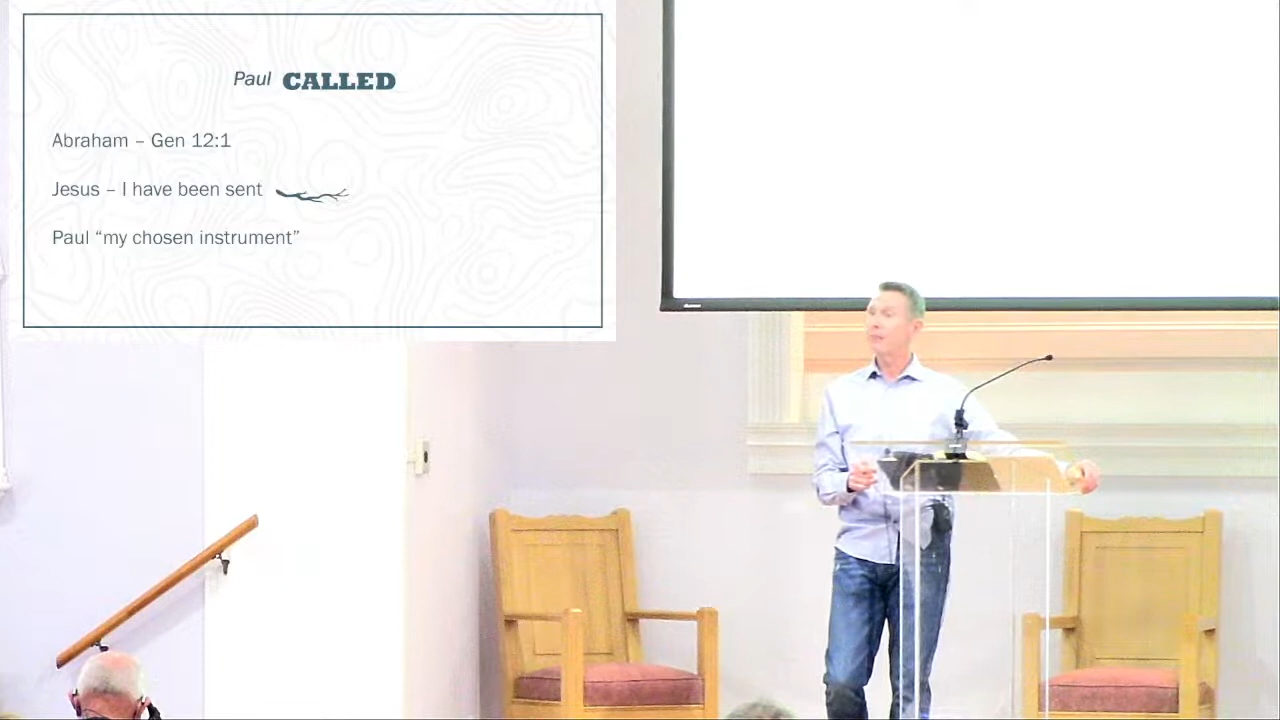 Paul CALLED
Abraham – Gen 12:1
Jesus – I have been sent
Paul “my chosen instrument”